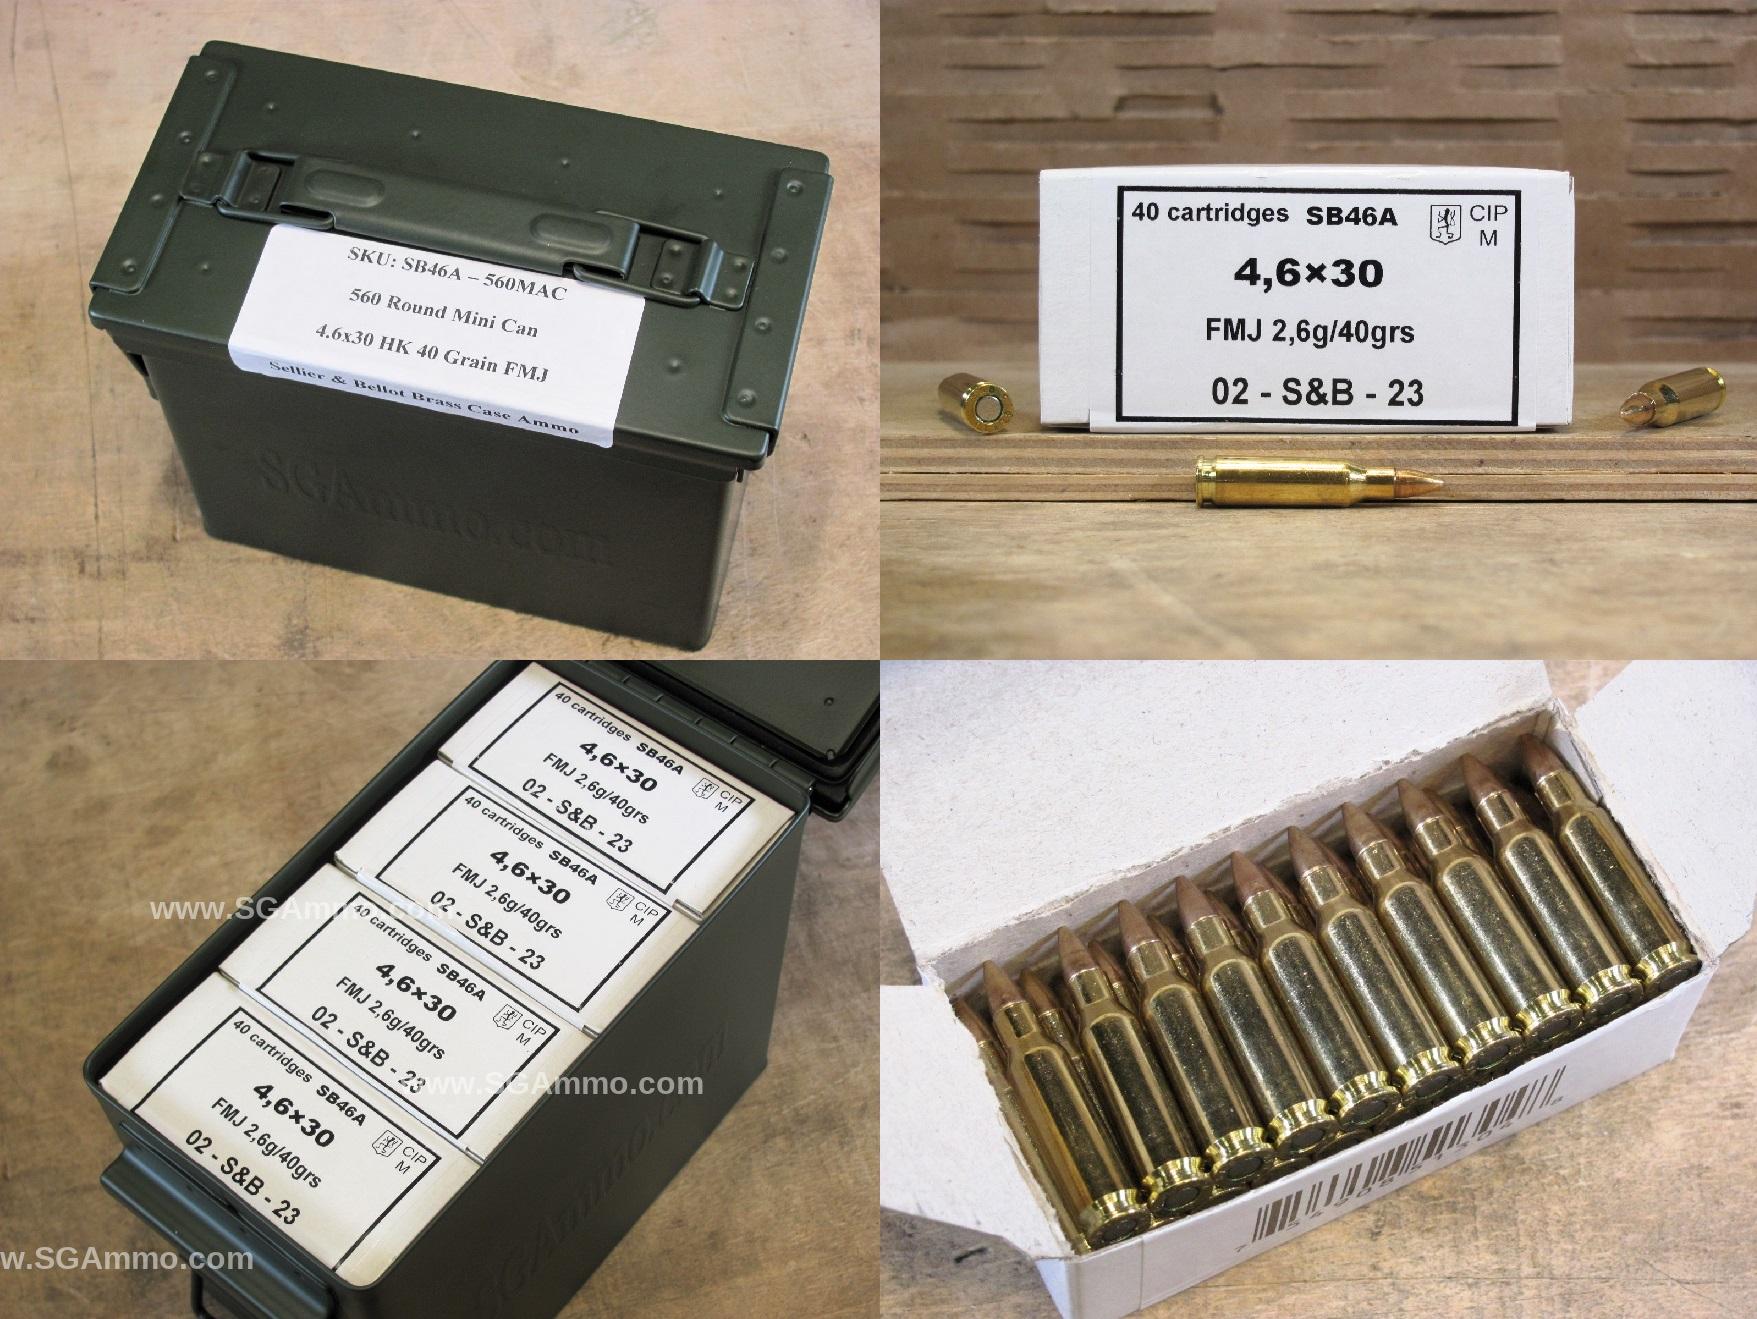 SKU: SB46A – 560MAC
560 Round Mini Can
4.6x30 HK 40 Grain FMJ
Sellier & Bellot Brass Case Ammo
SGAmmo.com
40 cartridges SB46A
CIP
M
4,6×30
FMJ 2,6g/40grs
02 - S&B - 23
40 cartridges SB46A
CIP
M
4,6×30
FMJ 2,6g/40grs
02 - S&B - 23
40 cartridges SB46A
CIP
M
4,6×30
FMJ 2,6g/40grs
02 - S&B - 23
www.SGAmmo.com
40 cartridges SB46A
CIP
M
4,6×30
FMJ 2,6g/40grs
02 - S&B - 23
www.SGAmmo.com
40 cartridges SB46A
CIP
M
4,6×30
FMJ 2,6g/40grs
02 - S&B - 23
w.SGAmmo.com